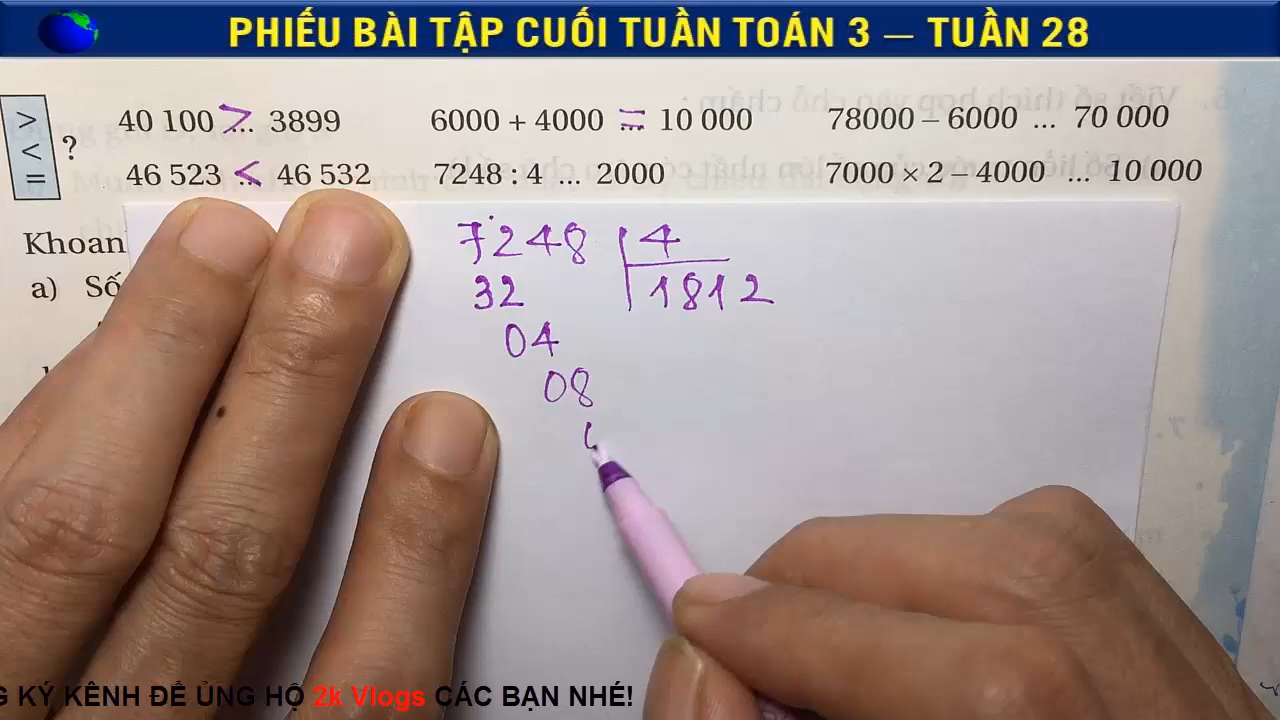 PHIẾU BÀI TẬP CUỐI TUẦN TOÁN 3 — TUẦN 28
> < = ?
40 100 > ... 3899 6000 + 4000 = ... 10 000 78000 – 6000 ... 70 000
46 523 < ... 46 532 7248 : 4 ... 2000 7000 × 2 – 4000 ... 10 000
Khoan
a) Số
7248 4
32 1812
04
08
KÝ KÊNH ĐỂ ỦNG HỘ 2k Vlogs CÁC BẠN NHÉ!